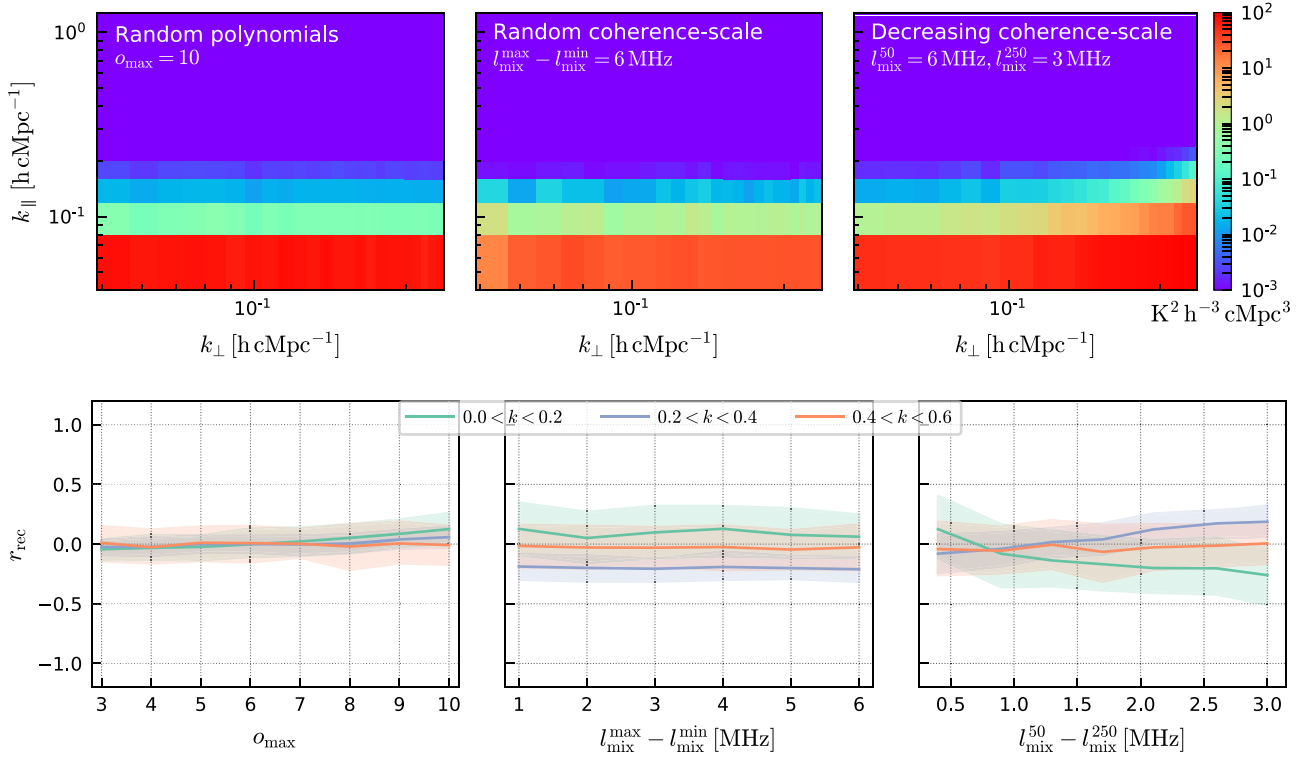 Random polynomials
o_max = 10
Random coherence-scale
l_mix^max − l_mix^min = 6 MHz
Decreasing coherence-scale
l_mix^50 = 6 MHz, l_mix^250 = 3 MHz
10^0
10^-1
k_∥ [h cMpc^−1]
10^-1
10^-1
10^-1
k_⊥ [h cMpc^−1]
k_⊥ [h cMpc^−1]
k_⊥ [h cMpc^−1]
10^2
10^1
10^0
10^-1
10^-2
10^-3
K^2 h^−3 cMpc^3
0.0 < k < 0.2
0.2 < k < 0.4
0.4 < k < 0.6
1.0
0.5
0.0
−0.5
−1.0
r_rec
3 4 5 6 7 8 9 10
1 2 3 4 5 6
0.5 1.0 1.5 2.0 2.5 3.0
o_max
l_mix^max − l_mix^min [MHz]
l_mix^50 − l_mix^250 [MHz]